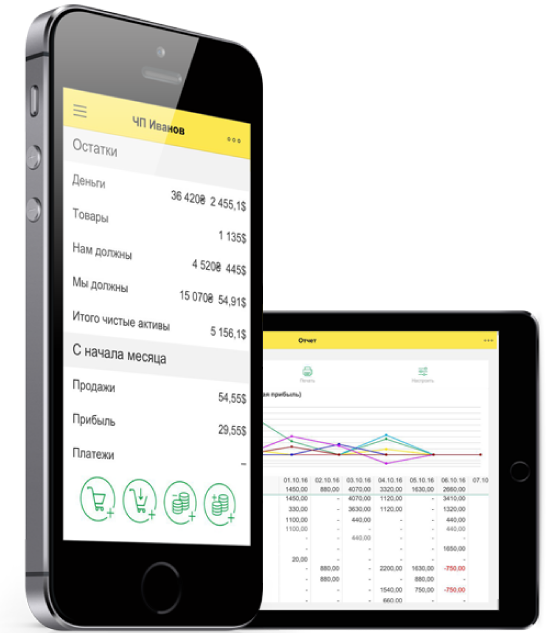 ЧП Иванов
Остатки
Деньги
36 420₴ 2 455,1$
Товары
1 135$
Нам должны
4 520₴ 445$
Мы должны
15 070₴ 54,91$
Итого чистые активы
5 156,1$
С начала месяца
Продажи
54,55$
Прибыль
29,55$
Платежи
–
Отчет
Печать
Настроить
ая прибыль)
01.10.16 02.10.16 03.10.16 04.10.16 05.10.16 06.10.16 07.10
1450,00 880,00 4070,00 3320,00 1630,00 2660,00
1450,00 - 4070,00 1120,00 - 3410,00
330,00 - 3630,00 1120,00 - 1320,00
1100,00 - 440,00 - - 440,00
1100,00 - - - - 440,00
- - 440,00 - - -
- - - - - 1650,00
20,00 - - - - -
- 880,00 - 2200,00 1630,00 -750,00
- 880,00 - - 880,00 -
- - - 1540,00 750,00 -750,00
- - - 660,00 - -